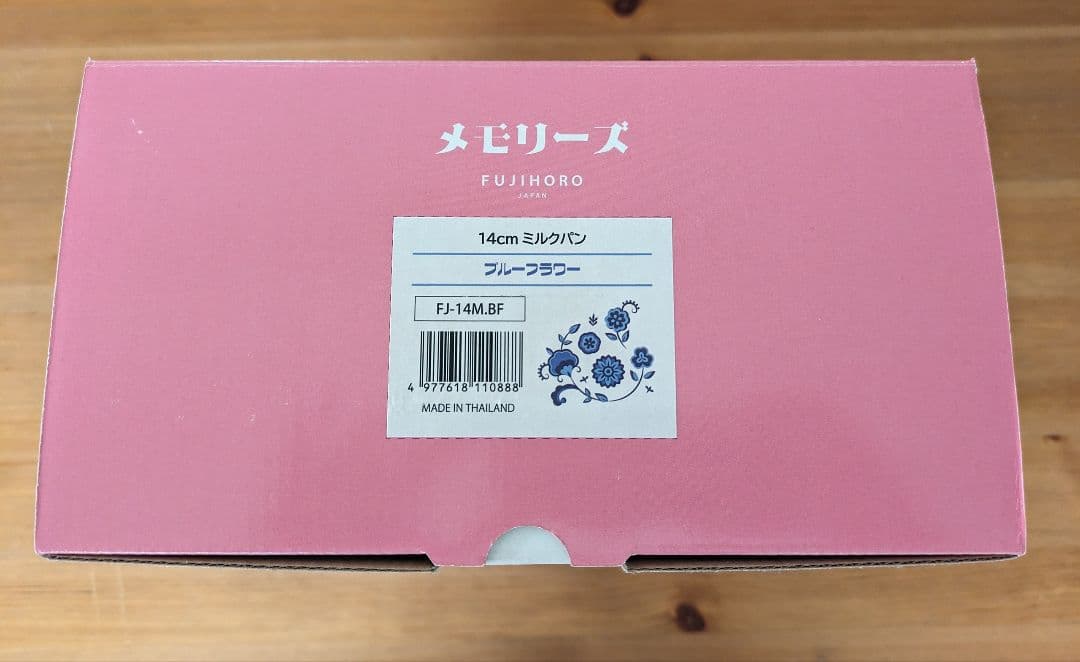 メモリーズ
FUJIHORO
JAPAN
14cm ミルクパン
ブルーフラワー
FJ-14M.BF
4 977618 110888
MADE IN THAILAND